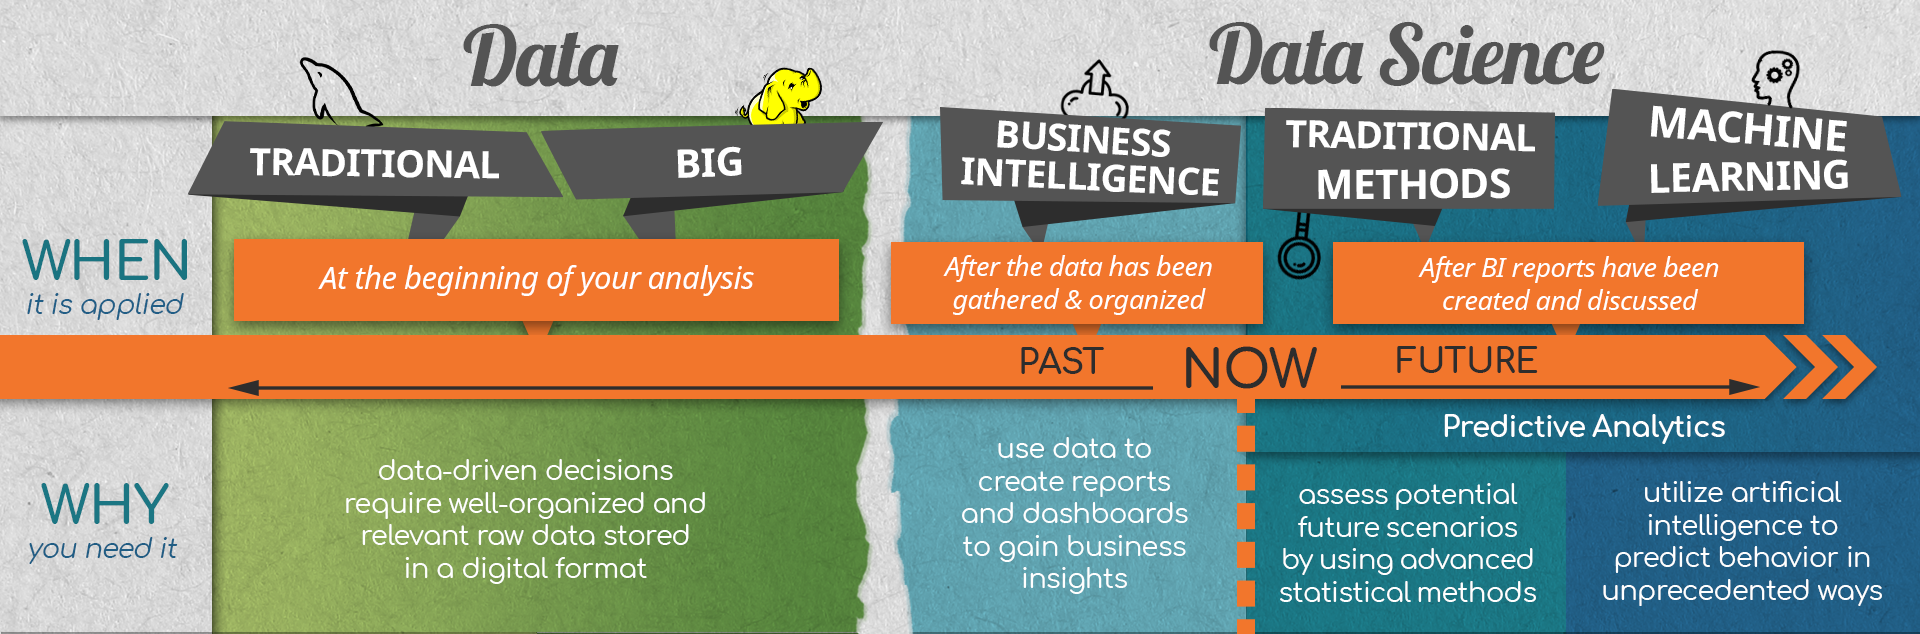 Data
Data Science
TRADITIONAL
BIG
BUSINESS
INTELLIGENCE
TRADITIONAL
METHODS
MACHINE
LEARNING
WHEN
it is applied
At the beginning of your analysis
After the data has been
gathered & organized
After BI reports have been
created and discussed
PAST
NOW
FUTURE
Predictive Analytics
WHY
you need it
data-driven decisions
require well-organized and
relevant raw data stored
in a digital format
use data to
create reports
and dashboards
to gain business
insights
assess potential
future scenarios
by using advanced
statistical methods
utilize artificial
intelligence to
predict behavior in
unprecedented ways